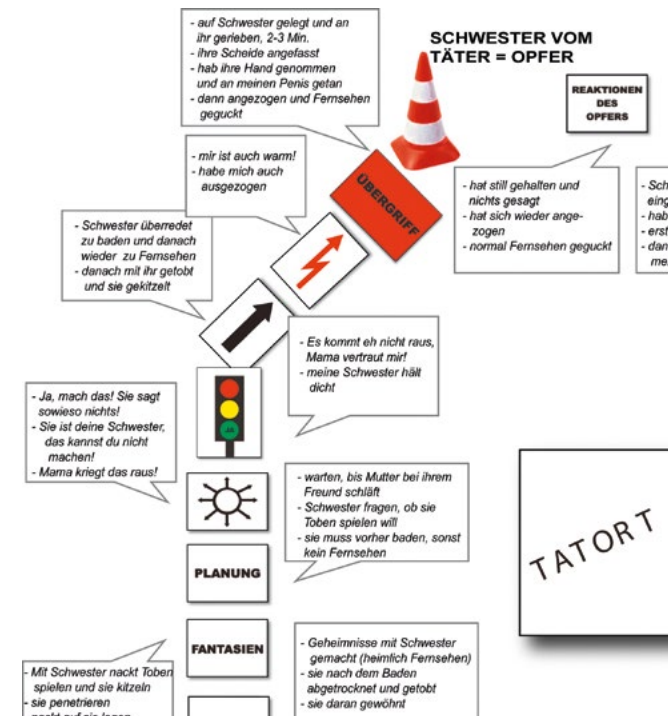 - auf Schwester gelegt und an
ihr gerieben, 2-3 Min.
- ihre Scheide angefasst
- hab ihre Hand genommen
und an meinen Penis getan
- dann angezogen und Fernsehen
geguckt
SCHWESTER VOM
TÄTER = OPFER
REAKTIONEN
DES
OPFERS
- mir ist auch warm!
- habe mich auch
ausgezogen
ÜBERGRIFF
- hat still gehalten und
nichts gesagt
- hat sich wieder ange-
zogen
- normal Fernsehen geguckt
- Schwester überredet
zu baden und danach
wieder zu Fernsehen
- danach mit ihr getobt
und sie gekitzelt
- Es kommt eh nicht raus,
Mama vertraut mir!
- meine Schwester hält
dicht
JA
- Ja, mach das! Sie sagt
sowieso nichts!
- Sie ist deine Schwester,
das kannst du nicht
machen!
- Mama kriegt das raus!
- warten, bis Mutter bei ihrem
Freund schläft
- Schwester fragen, ob sie
Toben spielen will
- sie muss vorher baden, sonst
kein Fernsehen
PLANUNG
TATORT
FANTASIEN
- Geheimnisse mit Schwester
gemacht (heimlich Fernsehen)
- sie nach dem Baden
abgetrocknet und getobt
- sie daran gewöhnt
- Mit Schwester nackt Toben
spielen und sie kitzeln
- sie penetrieren